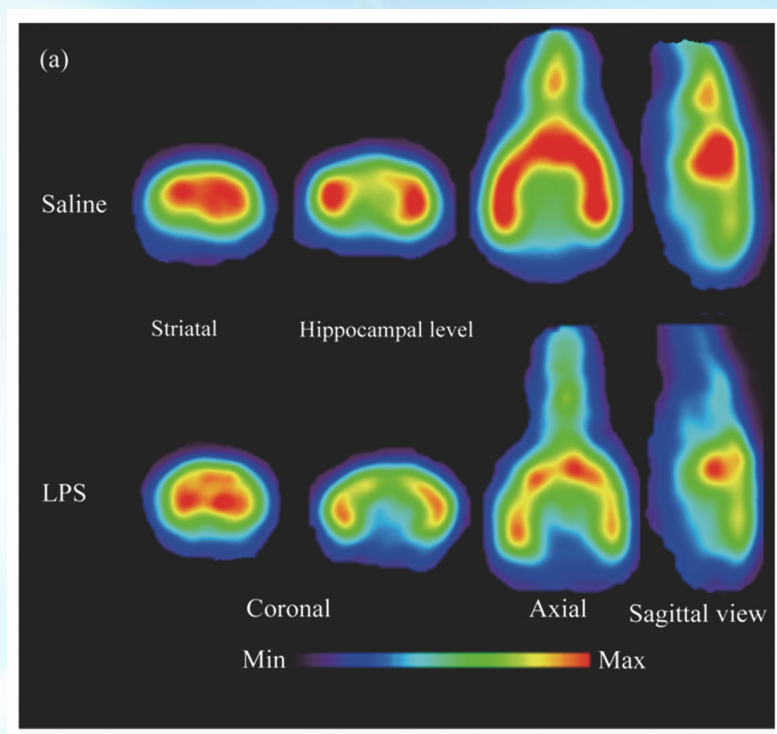 (a)
Saline
Striatal
Hippocampal level
LPS
Coronal
Axial
Sagittal view
Min
Max